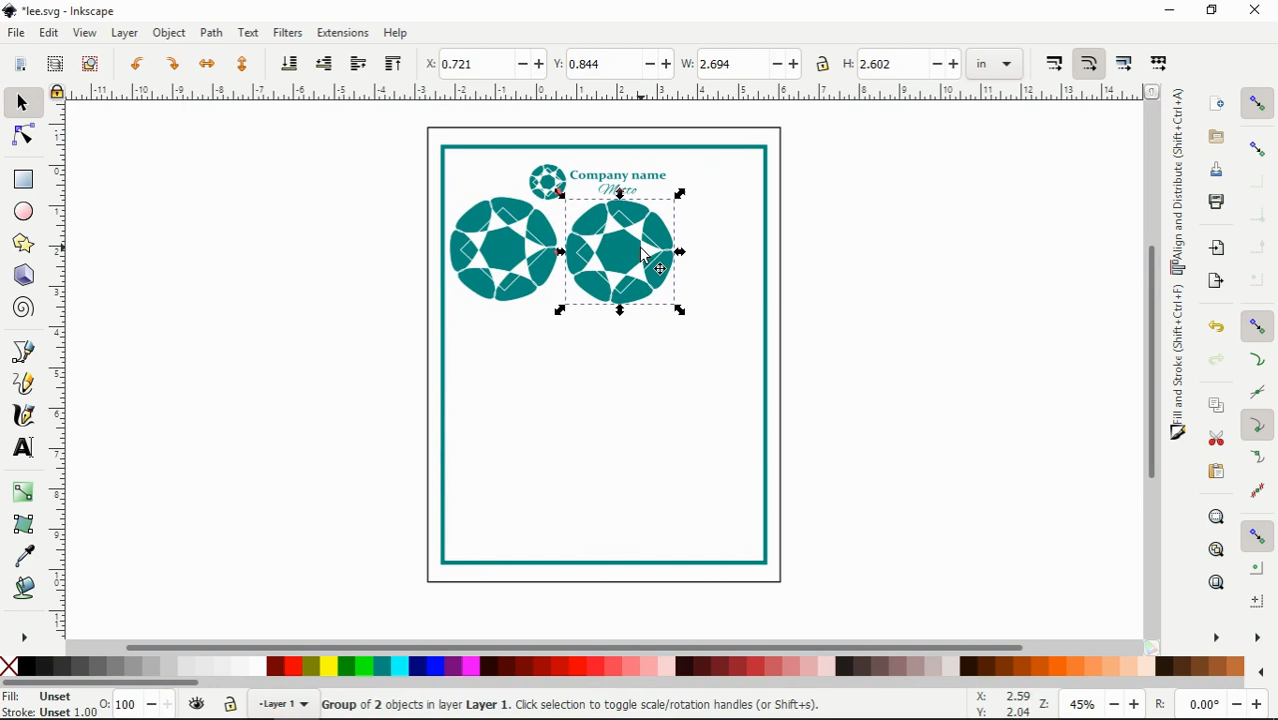 *lee.svg - Inkscape
File Edit View Layer Object Path Text Filters Extensions Help
X: 0.721 Y: 0.844 W: 2.694 H: 2.602 in
Company name
Motto
Align and Distribute (Shift+Ctrl+A)
Fill and Stroke (Shift+Ctrl+F)
Fill: Unset
Stroke: Unset 1.00
O: 100
Layer 1
Group of 2 objects in layer Layer 1. Click selection to toggle scale/rotation handles (or Shift+s).
X: 2.59
Y: 2.04
Z: 45%
R: 0.00°